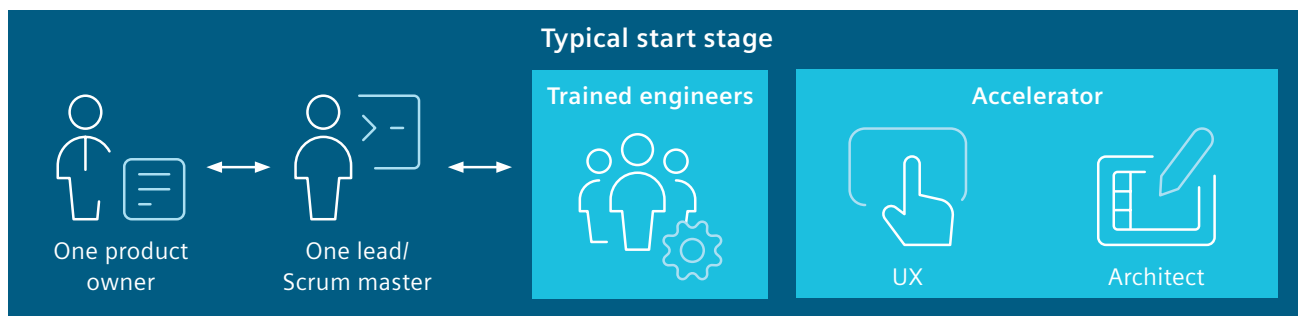 Typical start stage
Trained engineers
Accelerator
One product
owner
One lead/
Scrum master
UX
Architect